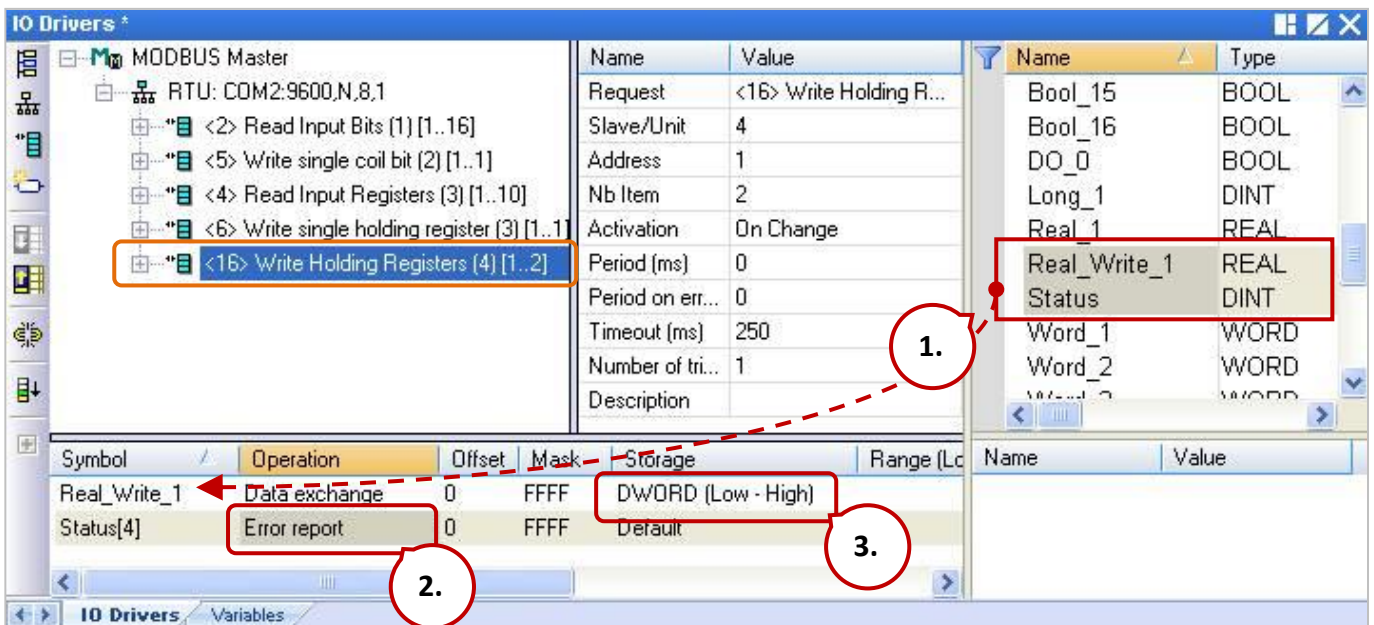 IO Drivers *
MODBUS Master
RTU: COM2:9600,N,8,1
<2> Read Input Bits (1) [1..16]
<5> Write single coil bit (2) [1..1]
<4> Read Input Registers (3) [1..10]
<6> Write single holding register (3) [1..1]
<16> Write Holding Registers (4) [1..2]
Name Value
Request <16> Write Holding R...
Slave/Unit 4
Address 1
Nb Item 2
Activation On Change
Period (ms) 0
Period on err... 0
Timeout (ms) 250
Number of tri... 1
Description
Name Type
Bool_15 BOOL
Bool_16 BOOL
DO_0 BOOL
Long_1 DINT
Real_1 REAL
Real_Write_1 REAL
Status DINT
Word_1 WORD
Word_2 WORD
1.
Symbol Operation Offset Mask Storage Range (Lo
Real_Write_1 Data exchange 0 FFFF DWORD (Low - High)
Status[4] Error report 0 FFFF Default
2.
3.
Name Value
IO Drivers Variables